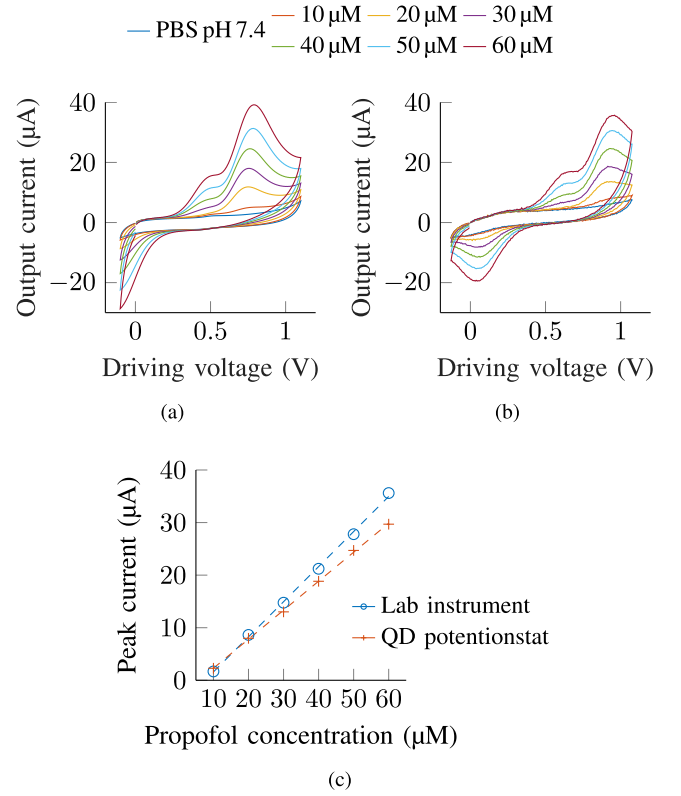 PBS pH 7.4
10 µM 20 µM 30 µM
40 µM 50 µM 60 µM
Output current (µA)
40
20
0
−20
0 0.5 1
Driving voltage (V)
(a)
Output current (µA)
40
20
0
−20
0 0.5 1
Driving voltage (V)
(b)
Peak current (µA)
40
30
20
10
0
10 20 30 40 50 60
Lab instrument
QD potentionstat
Propofol concentration (µM)
(c)